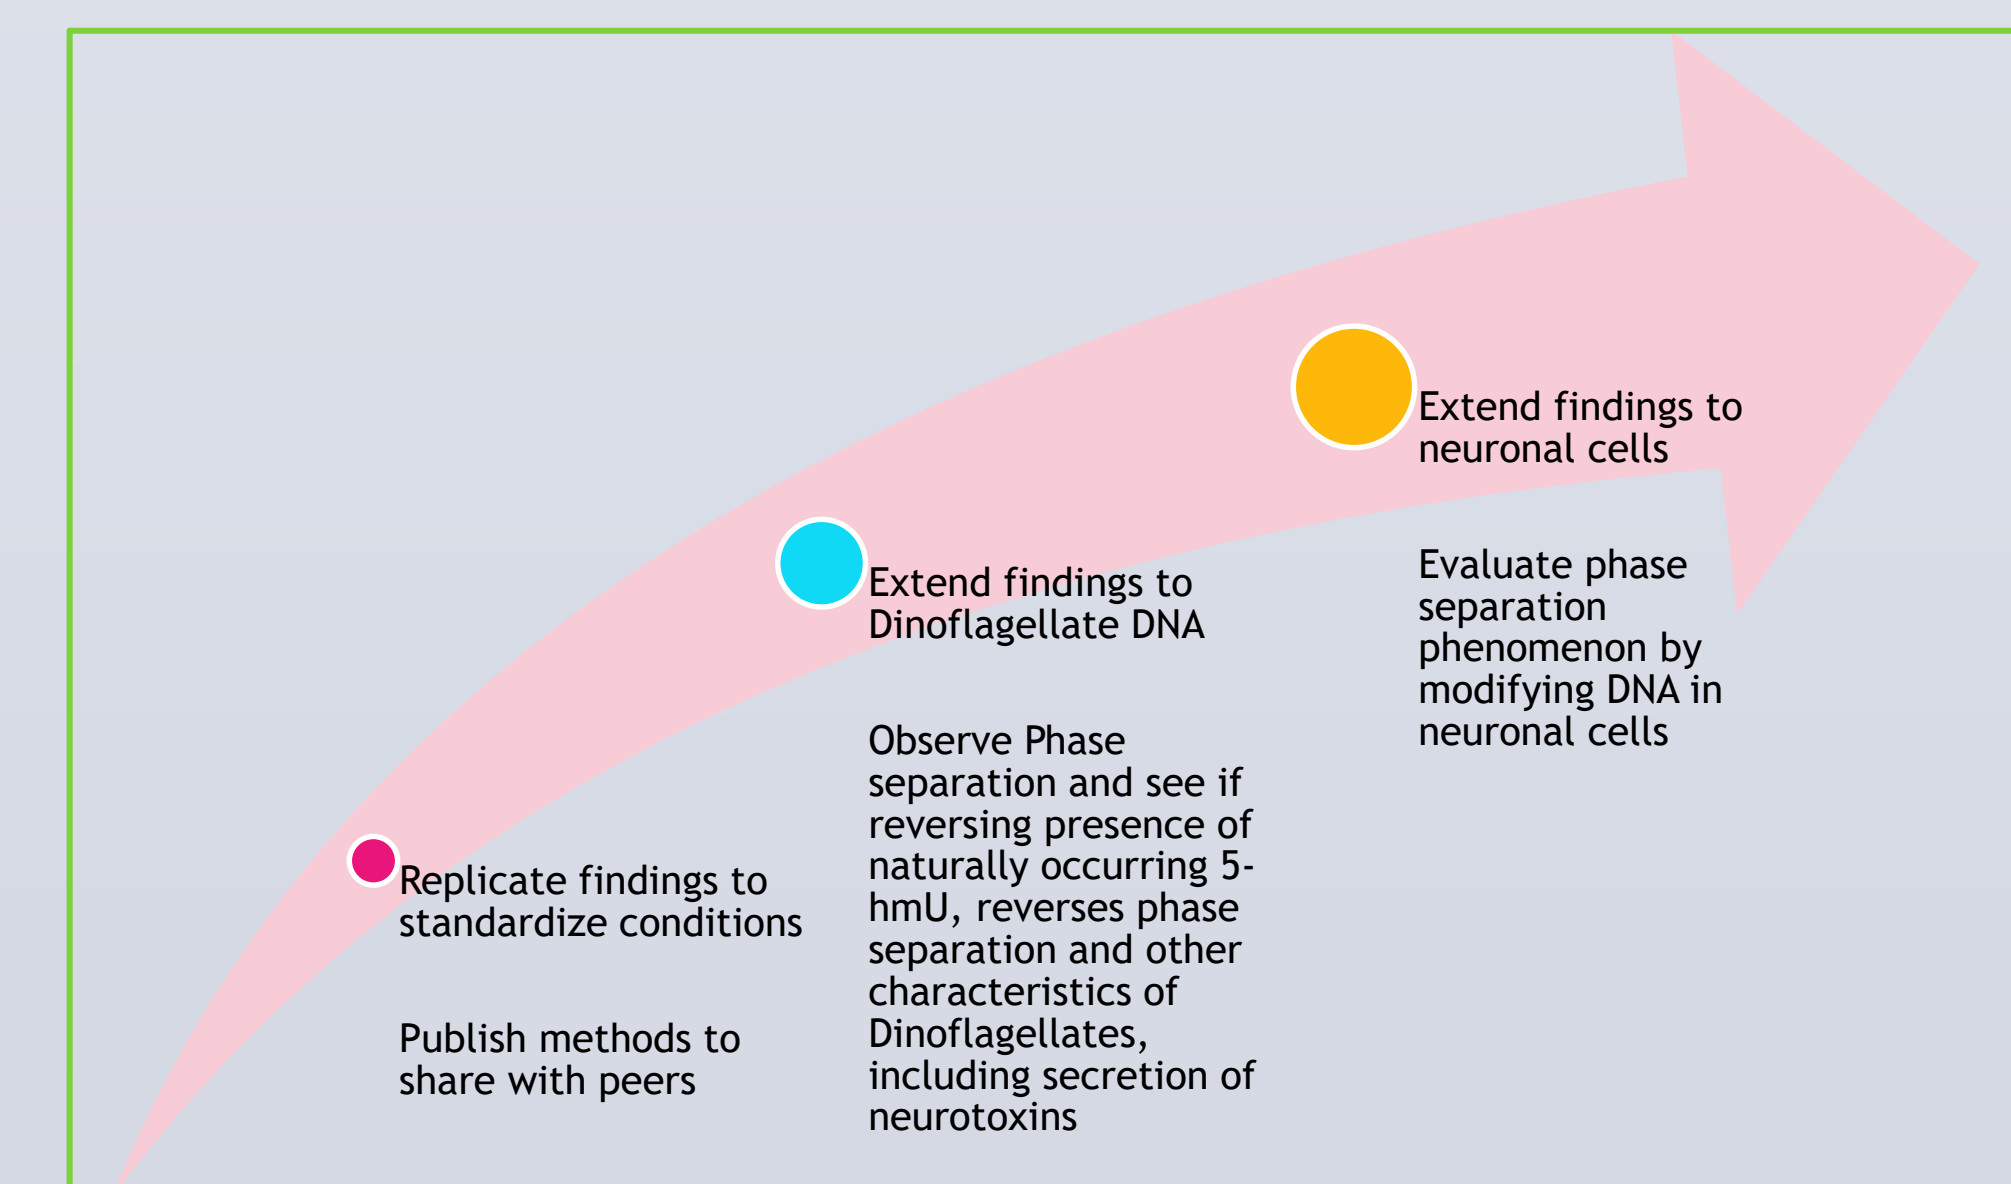 Replicate findings to
standardize conditions
Publish methods to
share with peers
Extend findings to
Dinoflagellate DNA
Observe Phase
separation and see if
reversing presence of
naturally occurring 5-
hmU, reverses phase
separation and other
characteristics of
Dinoflagellates,
including secretion of
neurotoxins
Extend findings to
neuronal cells
Evaluate phase
separation
phenomenon by
modifying DNA in
neuronal cells